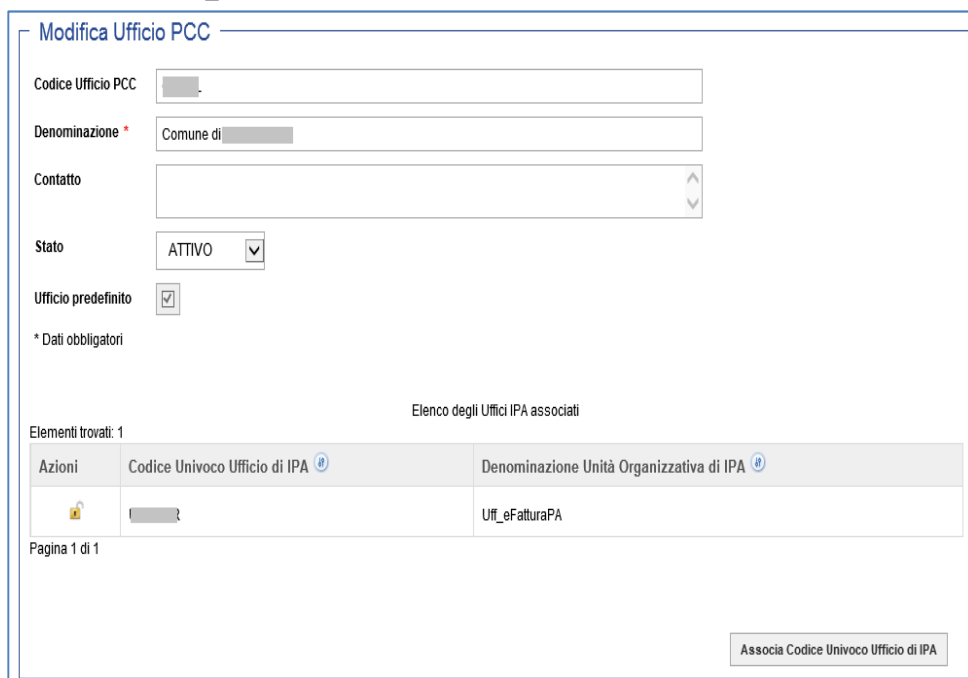 Modifica Ufficio PCC
Codice Ufficio PCC
Denominazione * Comune di
Contatto
Stato ATTIVO
Ufficio predefinito
* Dati obbligatori
Elenco degli Uffici IPA associati
Elementi trovati: 1
Azioni Codice Univoco Ufficio di IPA Denominazione Unità Organizzativa di IPA
Uff_eFatturaPA
Pagina 1 di 1
Associa Codice Univoco Ufficio di IPA